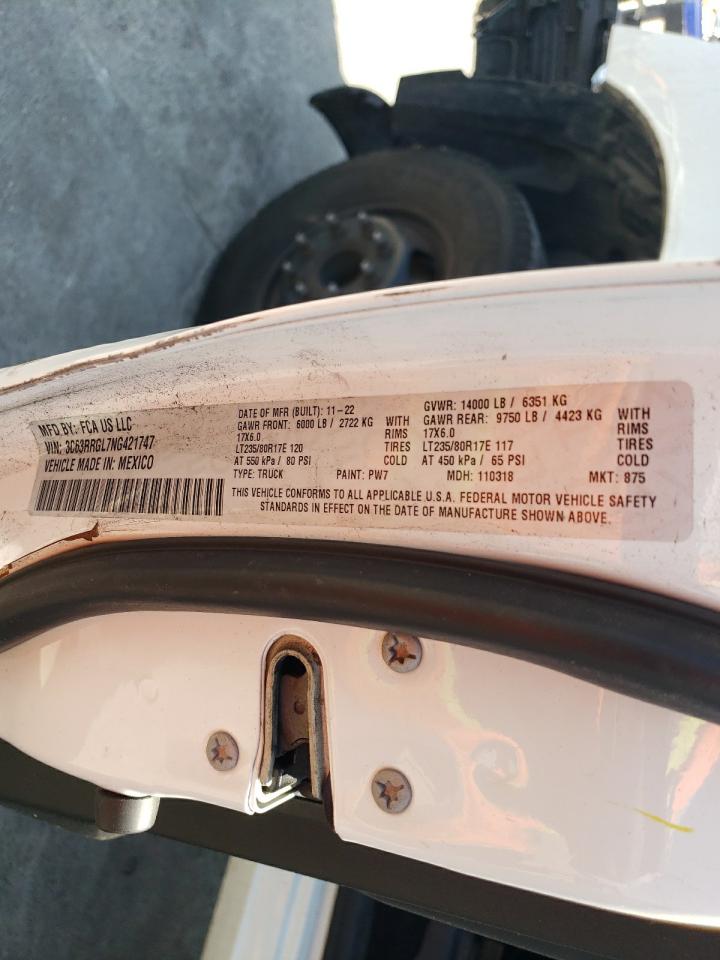 MFD BY: FCA US LLC
VIN: 3C63RRGL7NG421747
VEHICLE MADE IN: MEXICO
DATE OF MFR (BUILT): 11-22
GAWR FRONT: 6000 LB / 2722 KG WITH
17X6.0 RIMS
LT235/80R17E 120 TIRES
AT 550 kPa / 80 PSI COLD
TYPE: TRUCK PAINT: PW7
GVWR: 14000 LB / 6351 KG
GAWR REAR: 9750 LB / 4423 KG WITH
17X6.0 RIMS
LT235/80R17E 117 TIRES
AT 450 kPa / 65 PSI COLD
MDH: 110318 MKT: 875
THIS VEHICLE CONFORMS TO ALL APPLICABLE U.S.A. FEDERAL MOTOR VEHICLE SAFETY
STANDARDS IN EFFECT ON THE DATE OF MANUFACTURE SHOWN ABOVE.